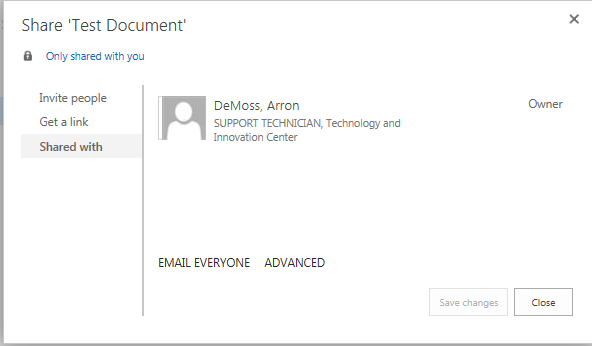 Share 'Test Document'
Only shared with you
Invite people
Get a link
Shared with
DeMoss, Arron
Owner
SUPPORT TECHNICIAN, Technology and
Innovation Center
EMAIL EVERYONE ADVANCED
Save changes Close